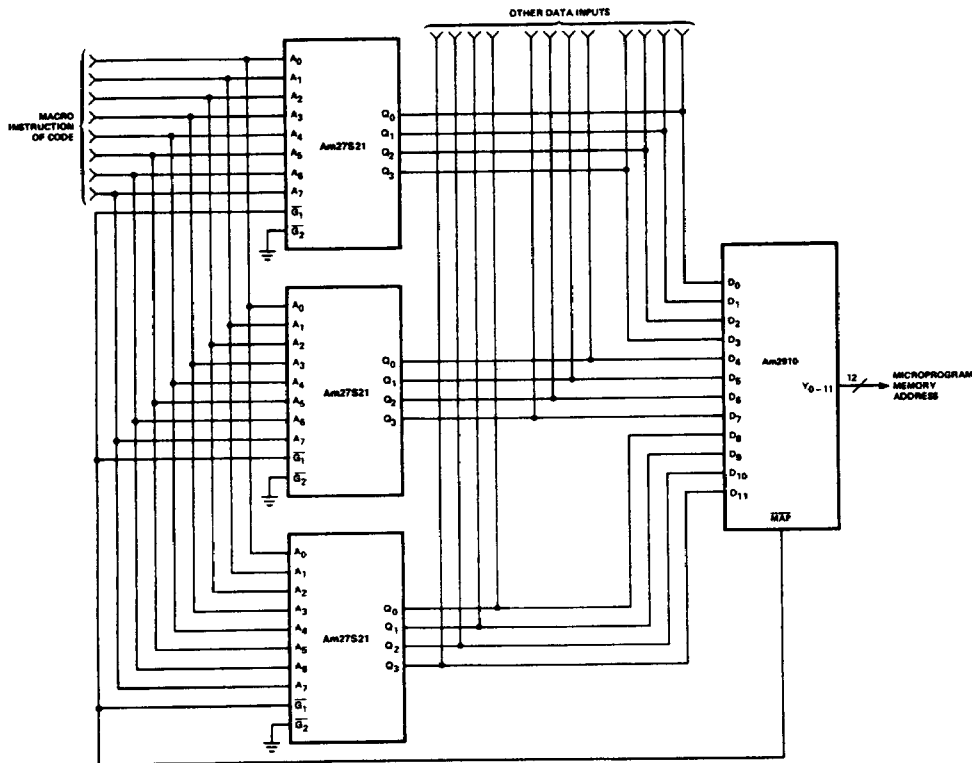 OTHER DATA INPUTS
MACRO
INSTRUCTION
OF CODE
A0
A1
A2
A3
A4
A5
A6
A7
G1
G2
Am27S21
Q0
Q1
Q2
Q3
A0
A1
A2
A3
A4
A5
A6
A7
G1
G2
Am27S21
Q0
Q1
Q2
Q3
A0
A1
A2
A3
A4
A5
A6
A7
G1
G2
Am27S21
Q0
Q1
Q2
Q3
D0
D1
D2
D3
D4
D5
D6
D7
D8
D9
D10
D11
Am2910
Y0-11
MAP
12
MICROPROGRAM
MEMORY
ADDRESS